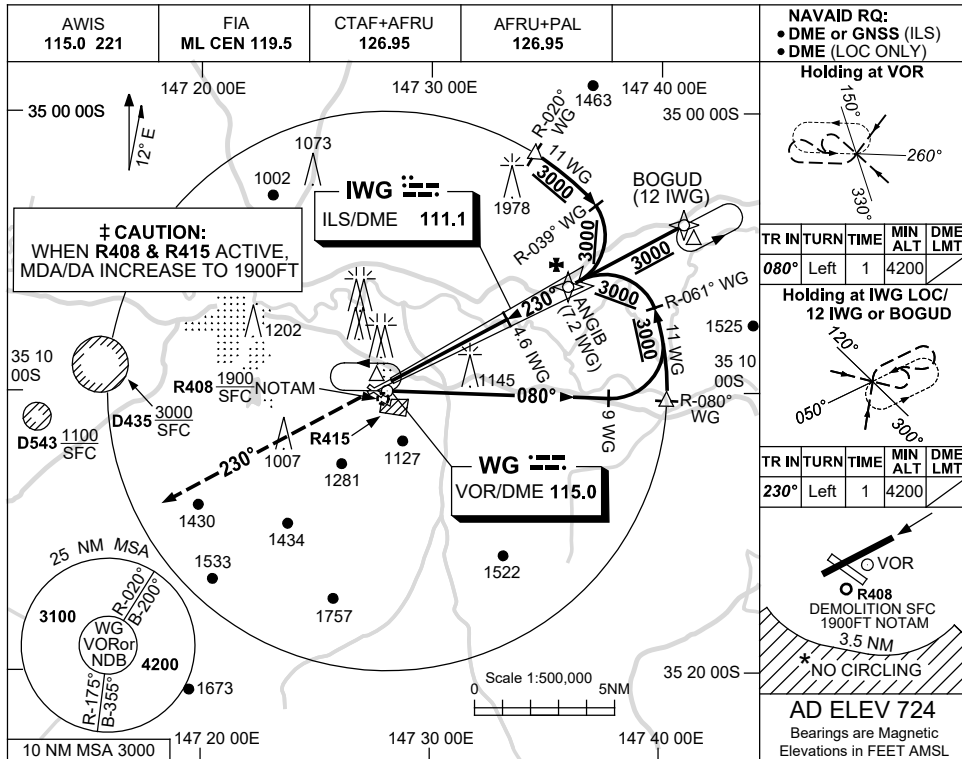 AWIS
115.0 221
FIA
ML CEN 119.5
CTAF+AFRU
126.95
AFRU+PAL
126.95
NAVAID RQ:
● DME or GNSS (ILS)
● DME (LOC ONLY)
147 20 00E
147 30 00E
147 40 00E
35 00 00S
12° E
1463
R-020°
WG
11 WG
3000
1073
1002
1978
IWG
ILS/DME 111.1
BOGUD
(12 IWG)
R-039° WG
3000
3000
‡ CAUTION:
WHEN R408 & R415 ACTIVE,
MDA/DA INCREASE TO 1900FT
230°
3000
R-061° WG
ANGIB
(7.2 IWG)
4.6 IWG
3000
11 WG
1525
1202
35 10
00S
35 10
00S
1145
R408 1900
SFC
NOTAM
080°
R-080°
WG
9 WG
D435 3000
SFC
D543 1100
SFC
R415
1127
1007
1281
230°
WG
VOR/DME 115.0
1430
1434
1533
1522
1757
25 NM MSA
R-020°
B-200°
3100
WG
VORor
NDB
4200
R-175°
B-355°
1673
10 NM MSA 3000
Scale 1:500,000
0
5NM
35 20 00S
147 20 00E
147 30 00E
147 40 00E
Holding at VOR
150°
260°
330°
TR IN TURN TIME MIN ALT DME LMT
080° Left 1 4200
Holding at IWG LOC/
12 IWG or BOGUD
120°
050°
300°
TR IN TURN TIME MIN ALT DME LMT
230° Left 1 4200
VOR
R408
DEMOLITION SFC
1900FT NOTAM
3.5 NM
*NO CIRCLING
AD ELEV 724
Bearings are Magnetic
Elevations in FEET AMSL